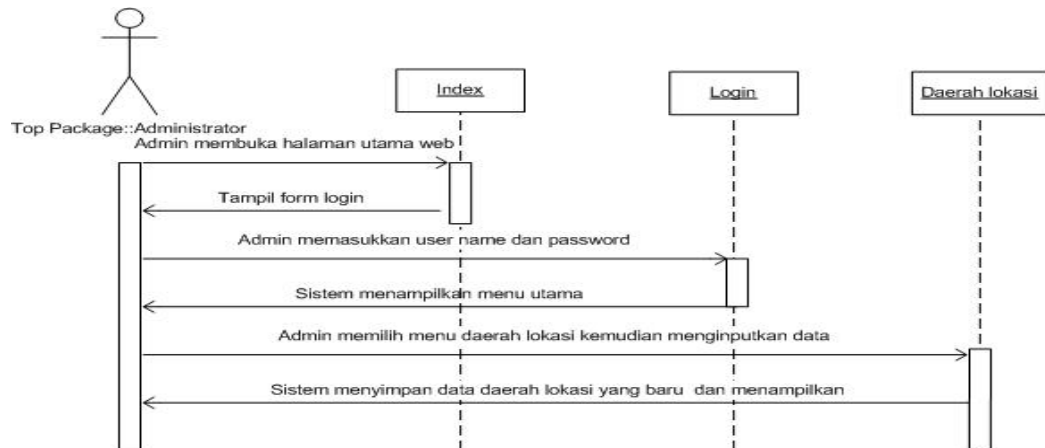 Index
Login
Daerah lokasi
Top Package::Administrator
Admin membuka halaman utama web
Tampil form login
Admin memasukkan user name dan password
Sistem menampilkan menu utama
Admin memilih menu daerah lokasi kemudian menginputkan data
Sistem menyimpan data daerah lokasi yang baru dan menampilkan